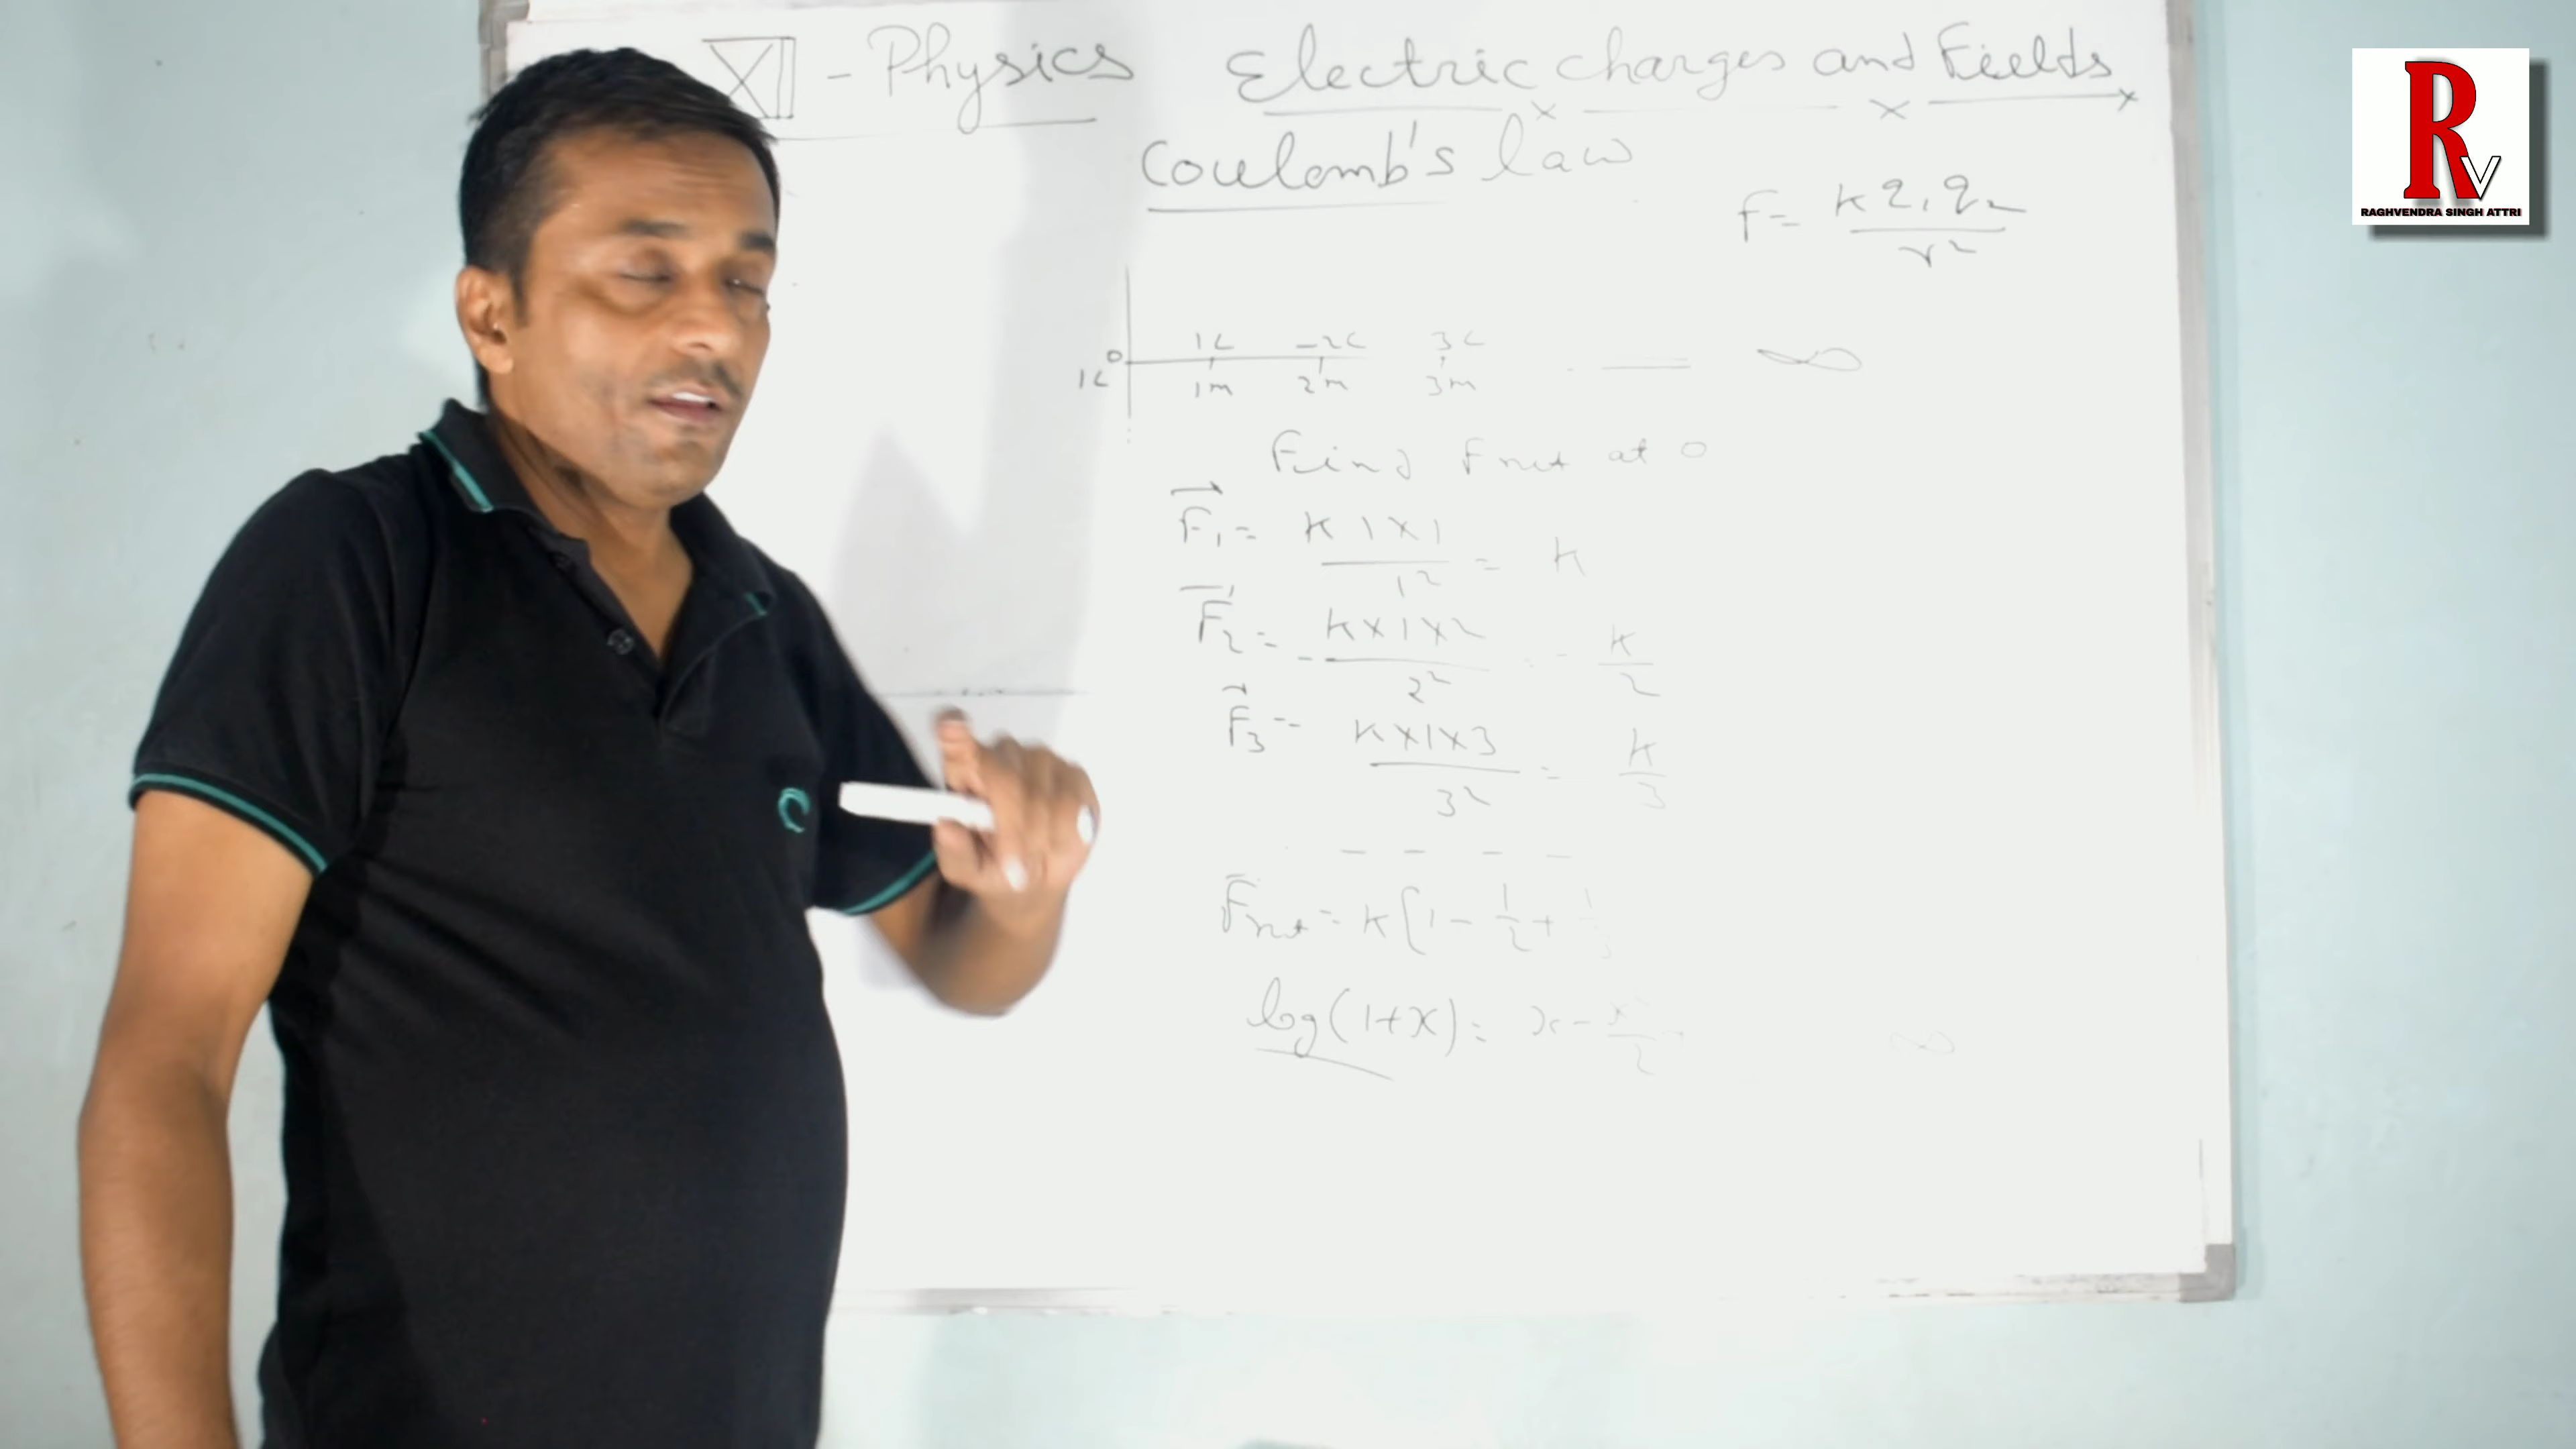 XII - Physics Electric charges and Fields
Coulomb's law
F = K q1 q2 / r²
1C -2C 3C
0
1C 1m 2m 3m ∞
Find Fnet at 0
F1 = K 1×1 / 1² = K
F2 = - K×1×2 / 2² = - K / 2
F3 = K×1×3 / 3² = K / 3
Fnet = K [ 1 - 1/2 + 1/3
log(1+x) = x - x² / 2 ∞
R V
RAGHVENDRA SINGH ATTRI